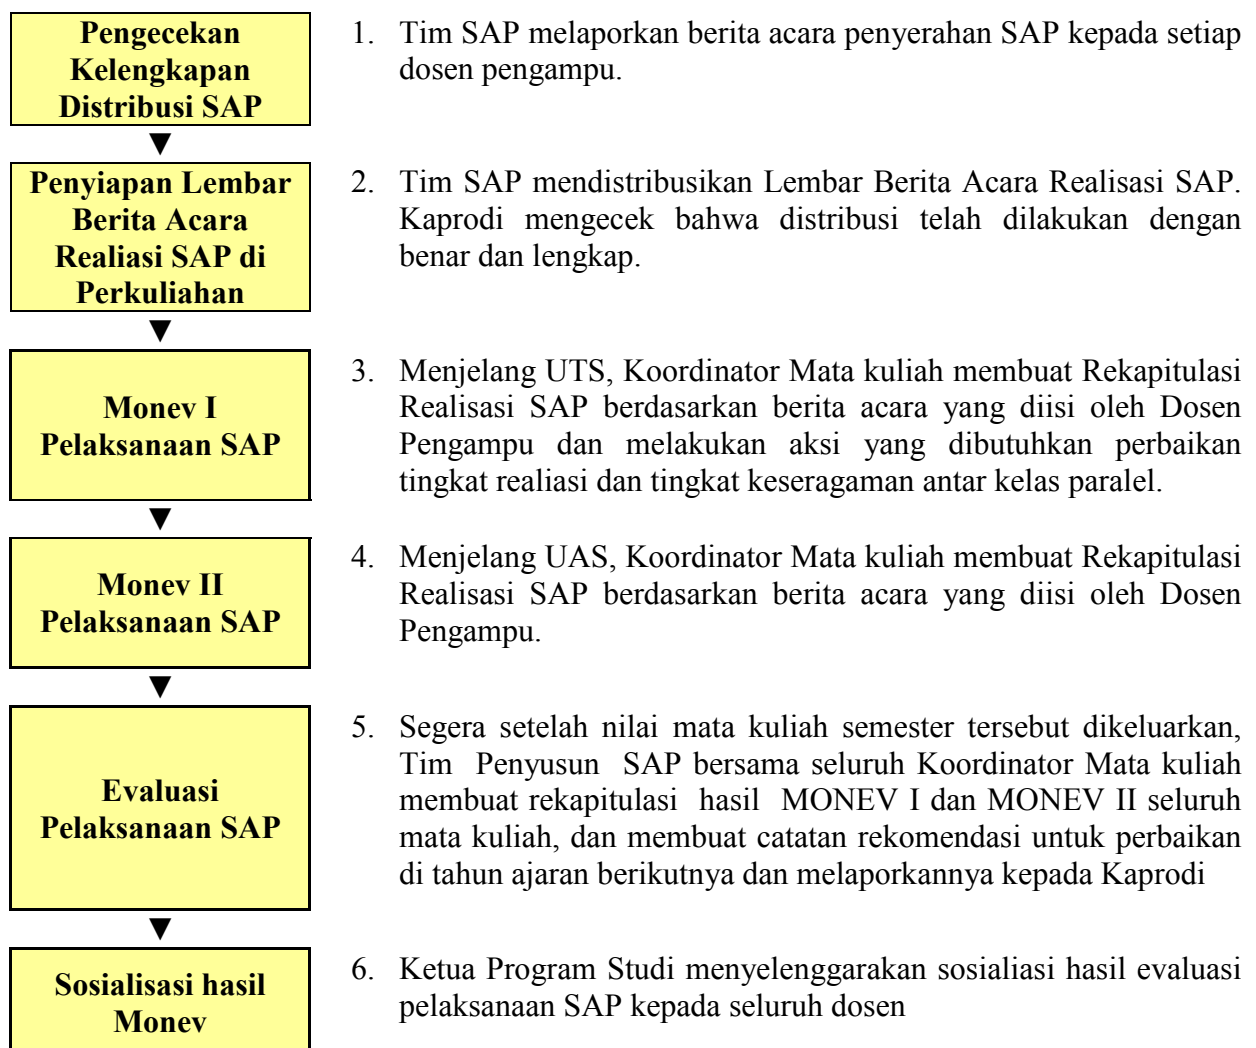 Pengecekan
Kelengkapan
Distribusi SAP
1. Tim SAP melaporkan berita acara penyerahan SAP kepada setiap
dosen pengampu.
▼
Penyiapan Lembar
Berita Acara
Realiasi SAP di
Perkuliahan
2. Tim SAP mendistribusikan Lembar Berita Acara Realisasi SAP.
Kaprodi mengecek bahwa distribusi telah dilakukan dengan
benar dan lengkap.
▼
Monev I
Pelaksanaan SAP
3. Menjelang UTS, Koordinator Mata kuliah membuat Rekapitulasi
Realisasi SAP berdasarkan berita acara yang diisi oleh Dosen
Pengampu dan melakukan aksi yang dibutuhkan perbaikan
tingkat realiasi dan tingkat keseragaman antar kelas paralel.
▼
Monev II
Pelaksanaan SAP
4. Menjelang UAS, Koordinator Mata kuliah membuat Rekapitulasi
Realisasi SAP berdasarkan berita acara yang diisi oleh Dosen
Pengampu.
▼
Evaluasi
Pelaksanaan SAP
5. Segera setelah nilai mata kuliah semester tersebut dikeluarkan,
Tim Penyusun SAP bersama seluruh Koordinator Mata kuliah
membuat rekapitulasi hasil MONEV I dan MONEV II seluruh
mata kuliah, dan membuat catatan rekomendasi untuk perbaikan
di tahun ajaran berikutnya dan melaporkannya kepada Kaprodi
▼
Sosialisasi hasil
Monev
6. Ketua Program Studi menyelenggarakan sosialiasi hasil evaluasi
pelaksanaan SAP kepada seluruh dosen